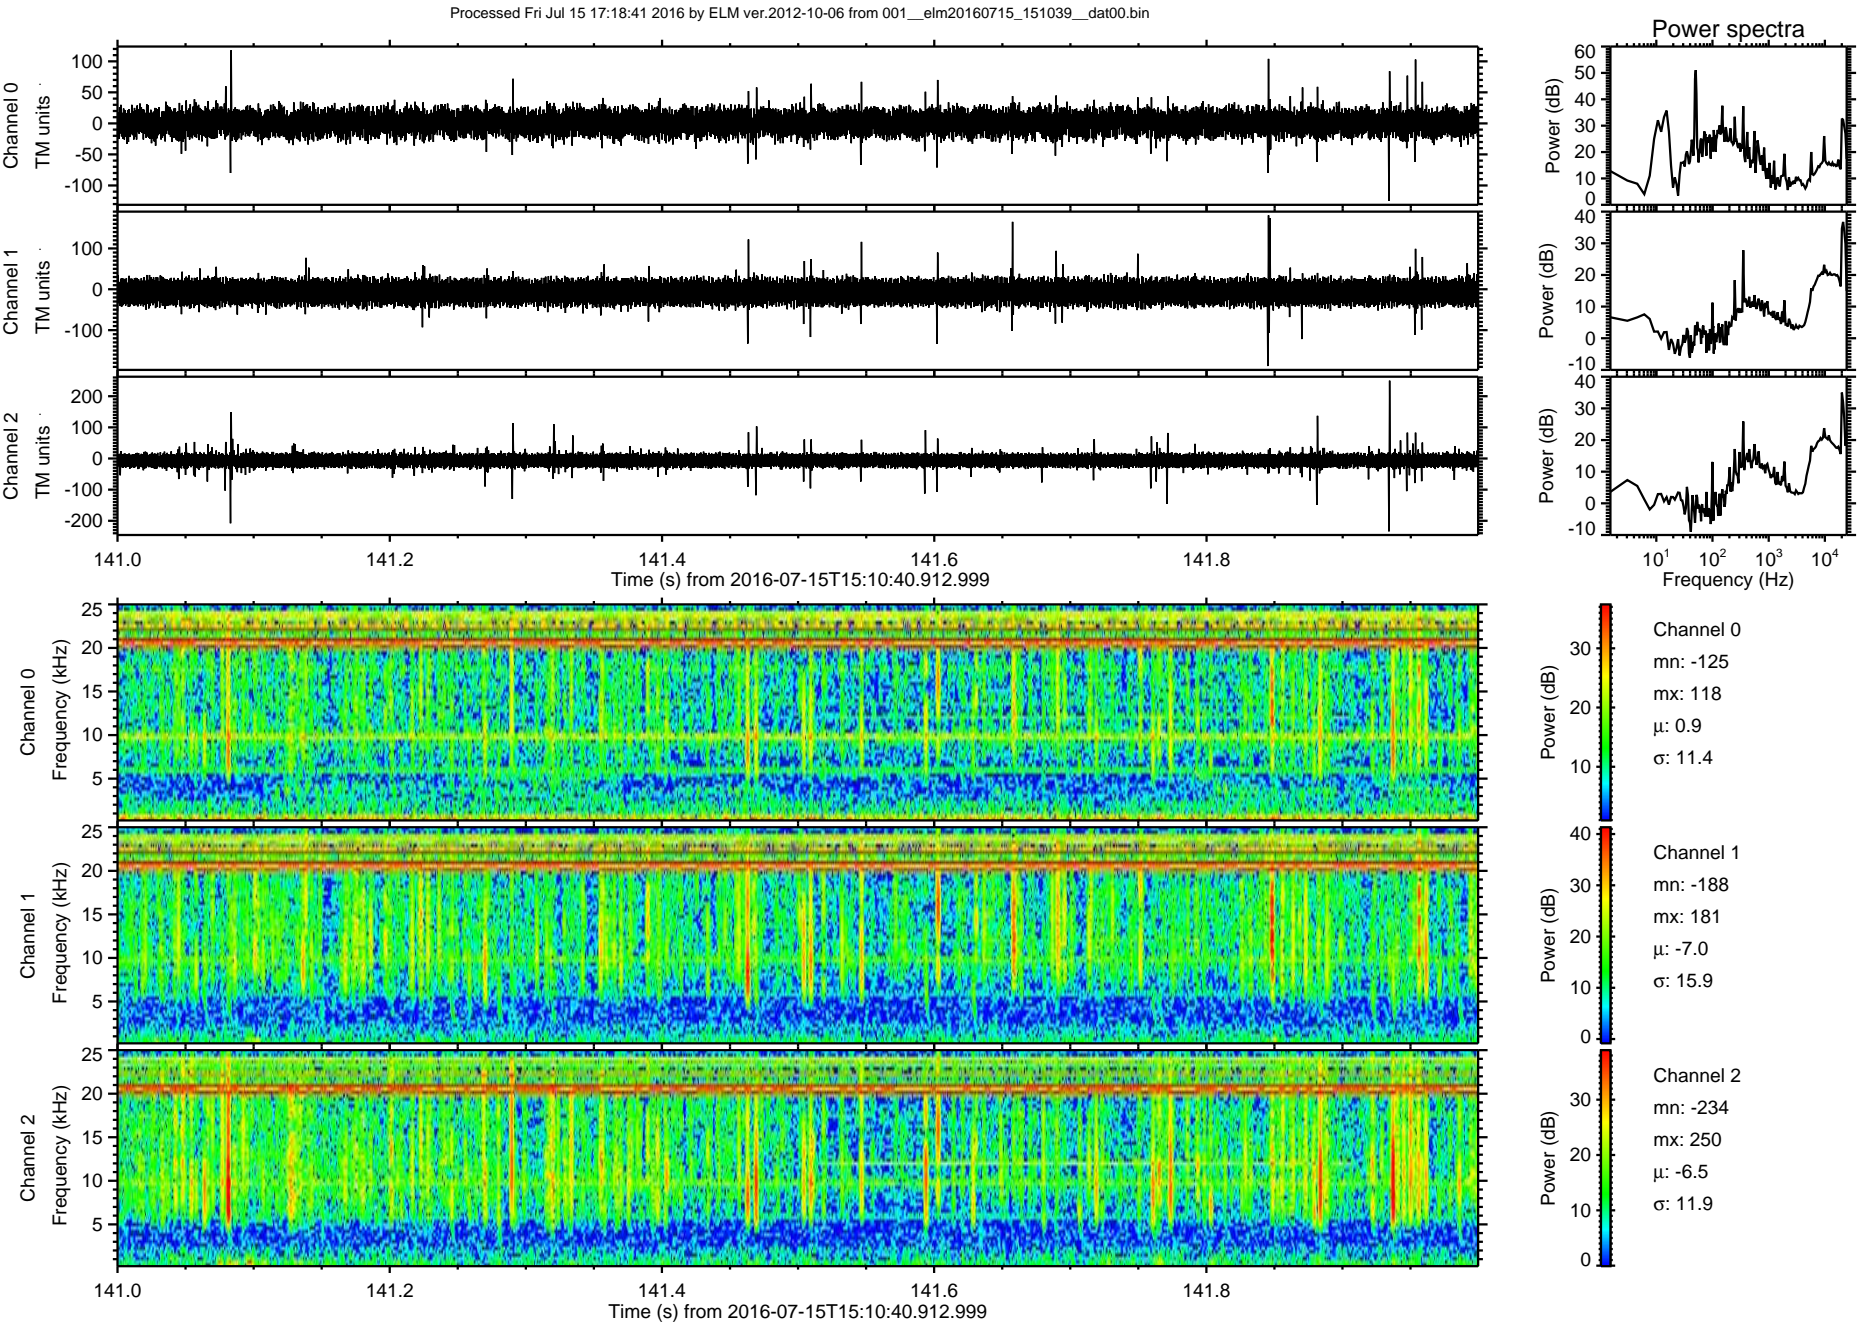 Processed Fri Jul 15 17:18:41 2016 by ELM ver.2012-10-06 from 001__elm20160715_151039__dat00.bin
Power spectra
Channel 0
TM units
100
50
0
-50
-100
Power (dB)
60
50
40
30
20
10
0
Channel 1
TM units
100
0
-100
Power (dB)
40
30
20
10
0
-10
Channel 2
TM units
200
100
0
-100
-200
Power (dB)
40
30
20
10
0
-10
141.0 141.2 141.4 141.6 141.8
Time (s) from 2016-07-15T15:10:40.912.999
10¹ 10² 10³ 10⁴
Frequency (Hz)
Channel 0
Frequency (kHz)
25
20
15
10
5
Power (dB)
30
20
10
Channel 0
mn: -125
mx: 118
µ: 0.9
σ: 11.4
Channel 1
Frequency (kHz)
25
20
15
10
5
Power (dB)
40
30
20
10
0
Channel 1
mn: -188
mx: 181
µ: -7.0
σ: 15.9
Channel 2
Frequency (kHz)
25
20
15
10
5
Power (dB)
30
20
10
0
Channel 2
mn: -234
mx: 250
µ: -6.5
σ: 11.9
141.0 141.2 141.4 141.6 141.8
Time (s) from 2016-07-15T15:10:40.912.999